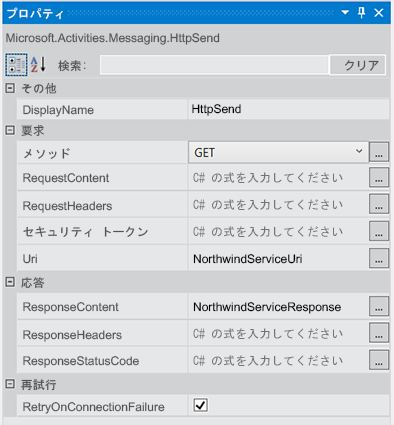 プロパティ
Microsoft.Activities.Messaging.HttpSend
検索: クリア
その他
DisplayName HttpSend
要求
メソッド GET ...
RequestContent C# の式を入力してください ...
RequestHeaders C# の式を入力してください ...
セキュリティ トークン C# の式を入力してください ...
Uri NorthwindServiceUri ...
応答
ResponseContent NorthwindServiceResponse ...
ResponseHeaders C# の式を入力してください ...
ResponseStatusCode C# の式を入力してください ...
再試行
RetryOnConnectionFailure